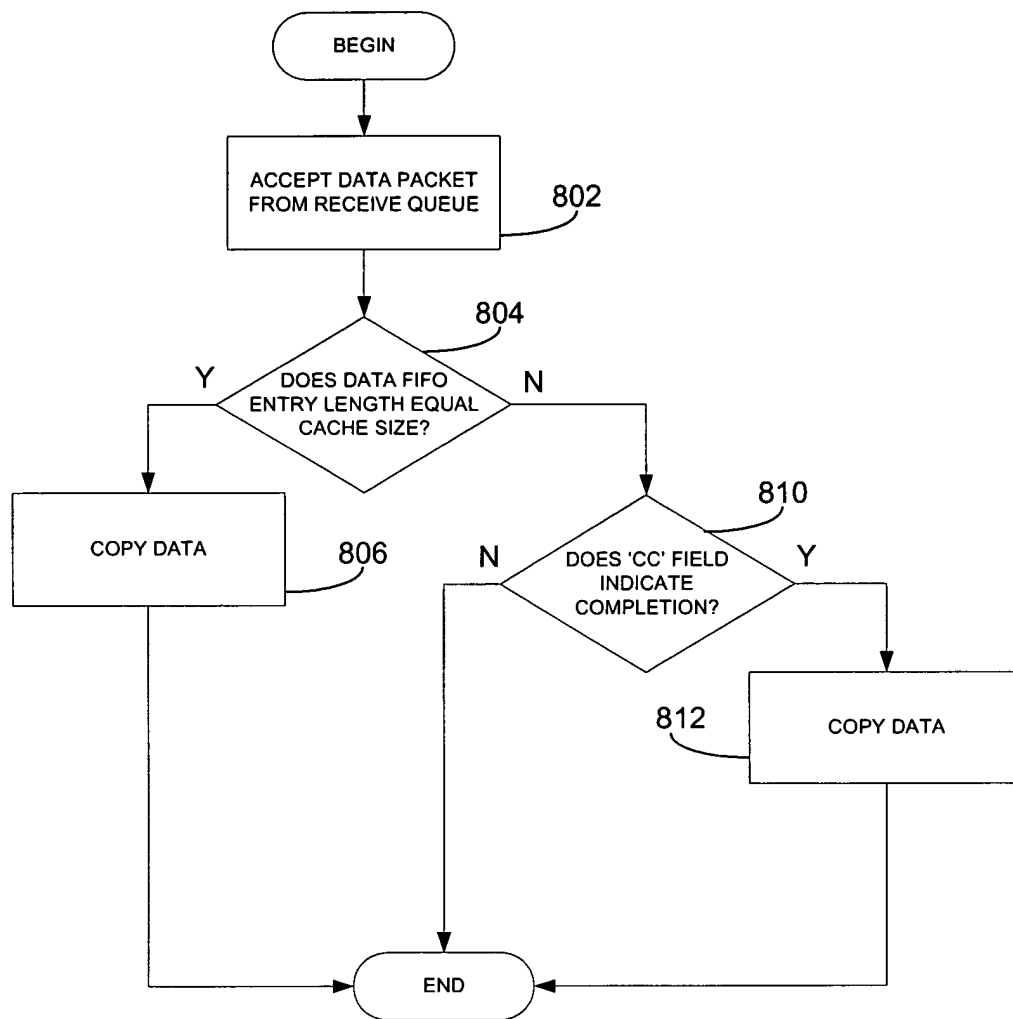 BEGIN
ACCEPT DATA PACKET
FROM RECEIVE QUEUE
802
804
DOES DATA FIFO
ENTRY LENGTH EQUAL
CACHE SIZE?
Y
N
COPY DATA
806
810
DOES 'CC' FIELD
INDICATE
COMPLETION?
N
Y
812
COPY DATA
END